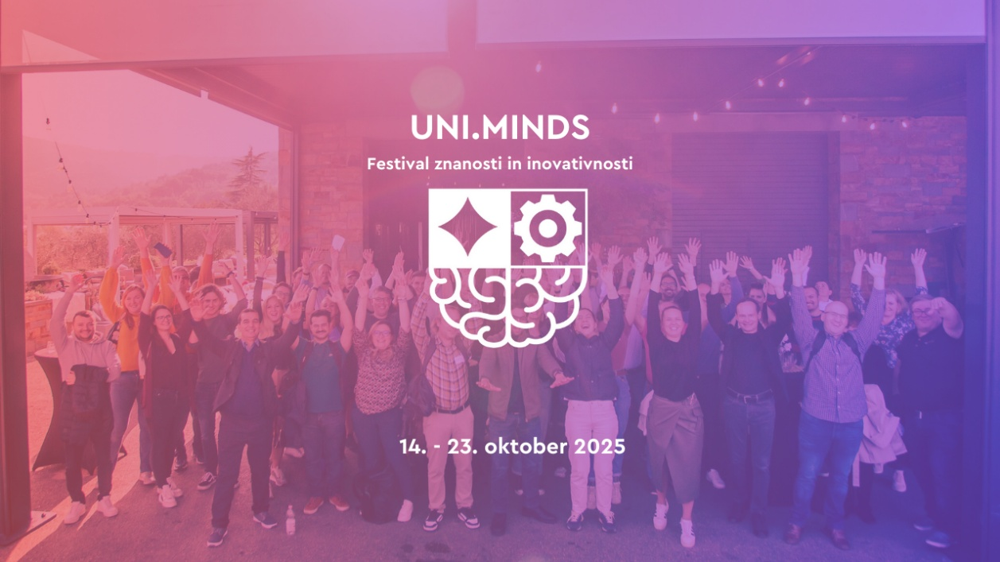 UNI.MINDS
Festival znanosti in inovativnosti
14. - 23. oktober 2025